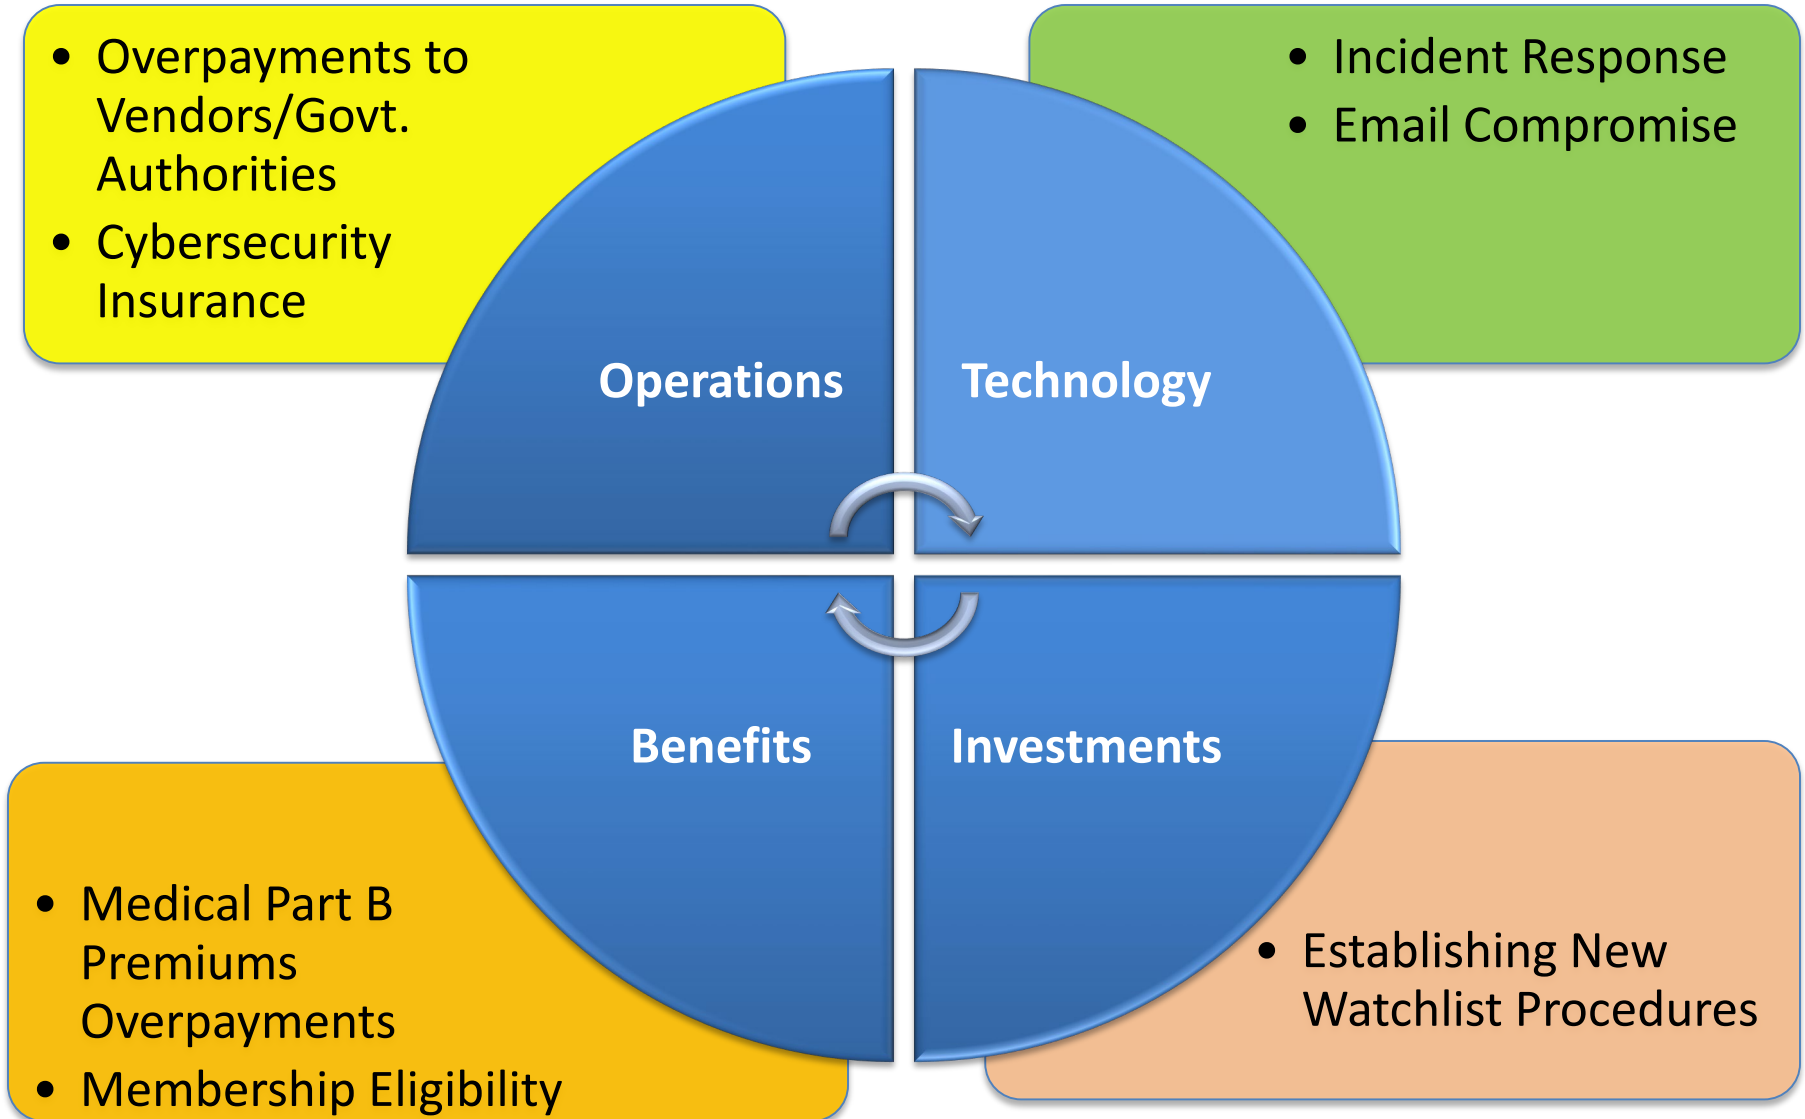 • Overpayments to
Vendors/Govt.
Authorities
• Cybersecurity
Insurance
• Incident Response
• Email Compromise
Operations
Technology
Benefits
Investments
• Medical Part B
Premiums
Overpayments
• Membership Eligibility
• Establishing New
Watchlist Procedures